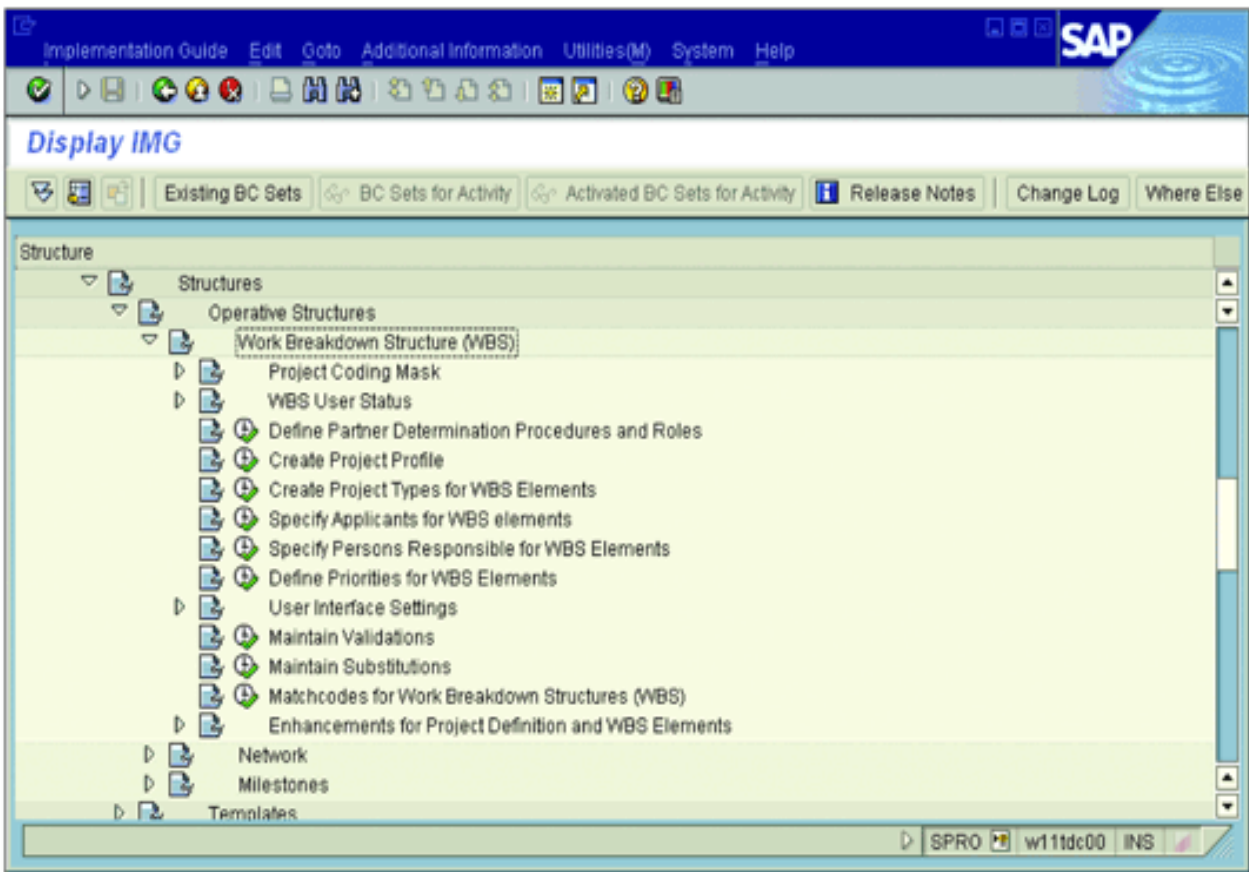 Implementation Guide Edit Goto Additional Information Utilities(M) System Help
SAP
Display IMG
Existing BC Sets BC Sets for Activity Activated BC Sets for Activity Release Notes Change Log Where Else
Structure
Structures
Operative Structures
Work Breakdown Structure (WBS)
Project Coding Mask
WBS User Status
Define Partner Determination Procedures and Roles
Create Project Profile
Create Project Types for WBS Elements
Specify Applicants for WBS elements
Specify Persons Responsible for WBS Elements
Define Priorities for WBS Elements
User Interface Settings
Maintain Validations
Maintain Substitutions
Matchcodes for Work Breakdown Structures (WBS)
Enhancements for Project Definition and WBS Elements
Network
Milestones
Templates
SPRO w11tdc00 INS